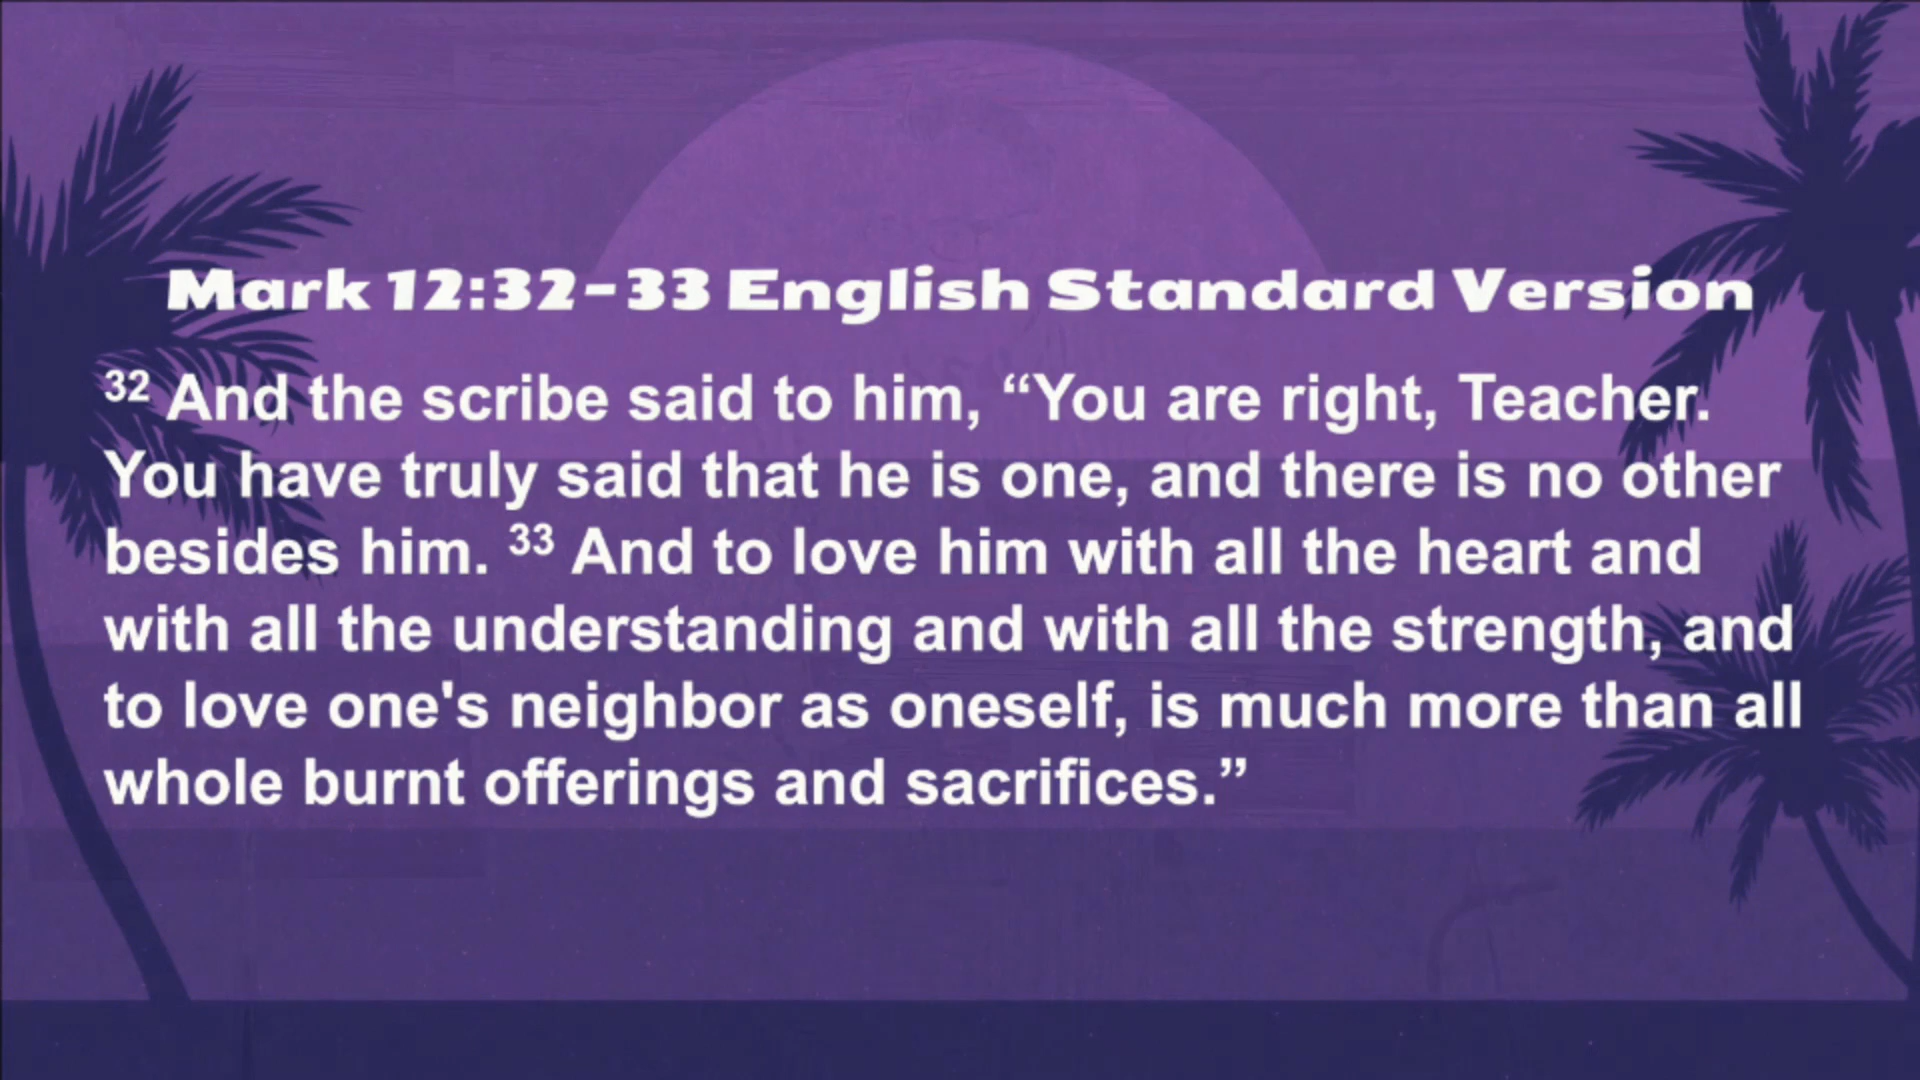 Mark 12:32-33 English Standard Version
32 And the scribe said to him, “You are right, Teacher.
You have truly said that he is one, and there is no other
besides him. 33 And to love him with all the heart and
with all the understanding and with all the strength, and
to love one's neighbor as oneself, is much more than all
whole burnt offerings and sacrifices.”